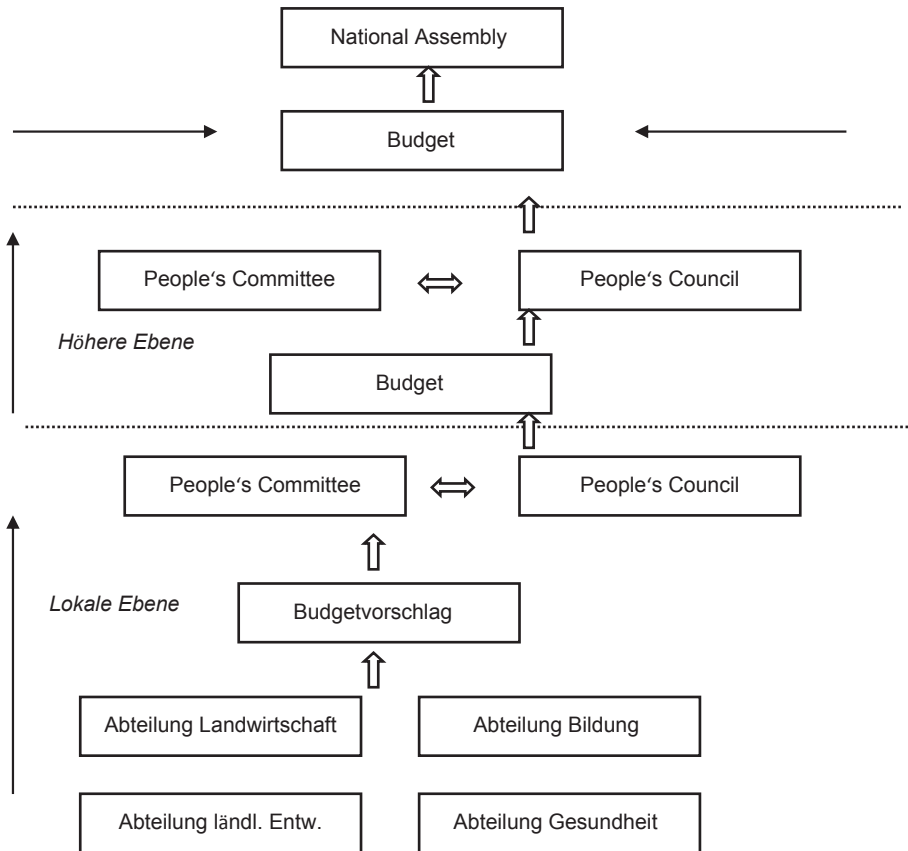 National Assembly
Budget
People‘s Committee
People‘s Council
Höhere Ebene
Budget
People‘s Committee
People‘s Council
Lokale Ebene
Budgetvorschlag
Abteilung Landwirtschaft
Abteilung Bildung
Abteilung ländl. Entw.
Abteilung Gesundheit